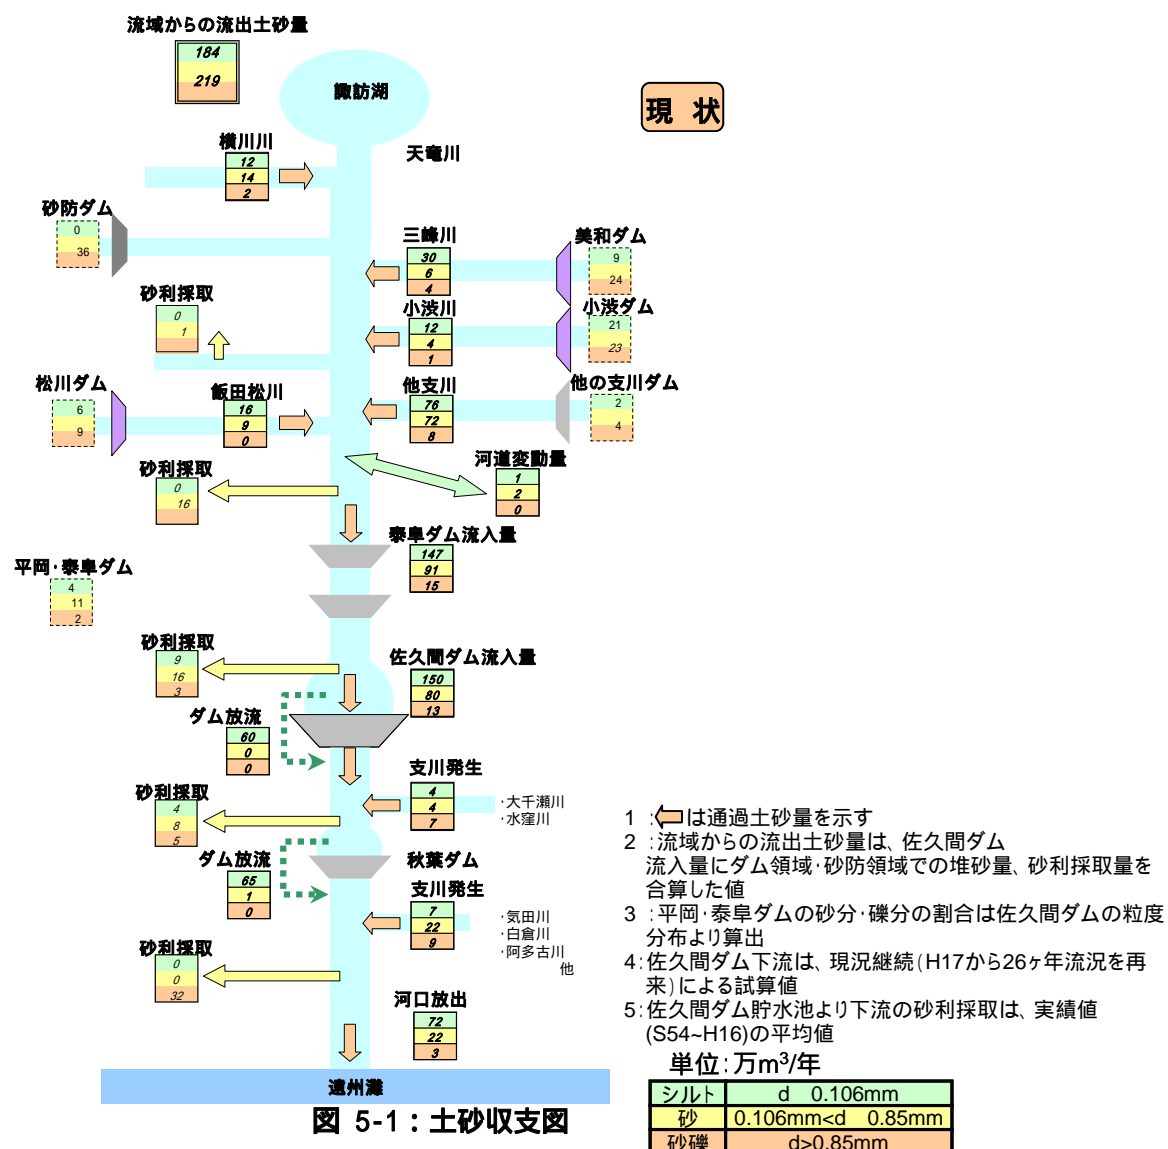 流域からの流出土砂量
184
219
諏訪湖
現 状
天竜川
横川川
12
14
2
砂防ダム
0
36
三峰川
30
6
4
美和ダム
9
24
砂利採取
0
1
小渋川
12
4
1
小渋ダム
21
23
松川ダム
6
9
飯田松川
16
9
0
他支川
76
72
8
他の支川ダム
2
4
砂利採取
0
16
河道変動量
1
2
0
泰阜ダム流入量
147
91
15
平岡・泰阜ダム
4
11
2
砂利採取
9
16
3
佐久間ダム流入量
150
80
13
ダム放流
60
0
0
支川発生
4
4
7
・大千瀬川
・水窪川
砂利採取
4
8
5
ダム放流
65
1
0
秋葉ダム
支川発生
7
22
9
・気田川
・白倉川
・阿多古川
他
砂利採取
0
0
32
河口放出
72
22
3
遠州灘
図 5-1：土砂収支図
1 :⇦は通過土砂量を示す
2 :流域からの流出土砂量は、佐久間ダム
流入量にダム領域・砂防領域での堆砂量、砂利採取量を
合算した値
3 :平岡・泰阜ダムの砂分・礫分の割合は佐久間ダムの粒度
分布より算出
4:佐久間ダム下流は、現況継続(H17から26ヶ年流況を再
来)による試算値
5:佐久間ダム貯水池より下流の砂利採取は、実績値
(S54~H16)の平均値
単位:万m³/年
シルト d 0.106mm
砂 0.106mm<d 0.85mm
砂礫 d>0.85mm